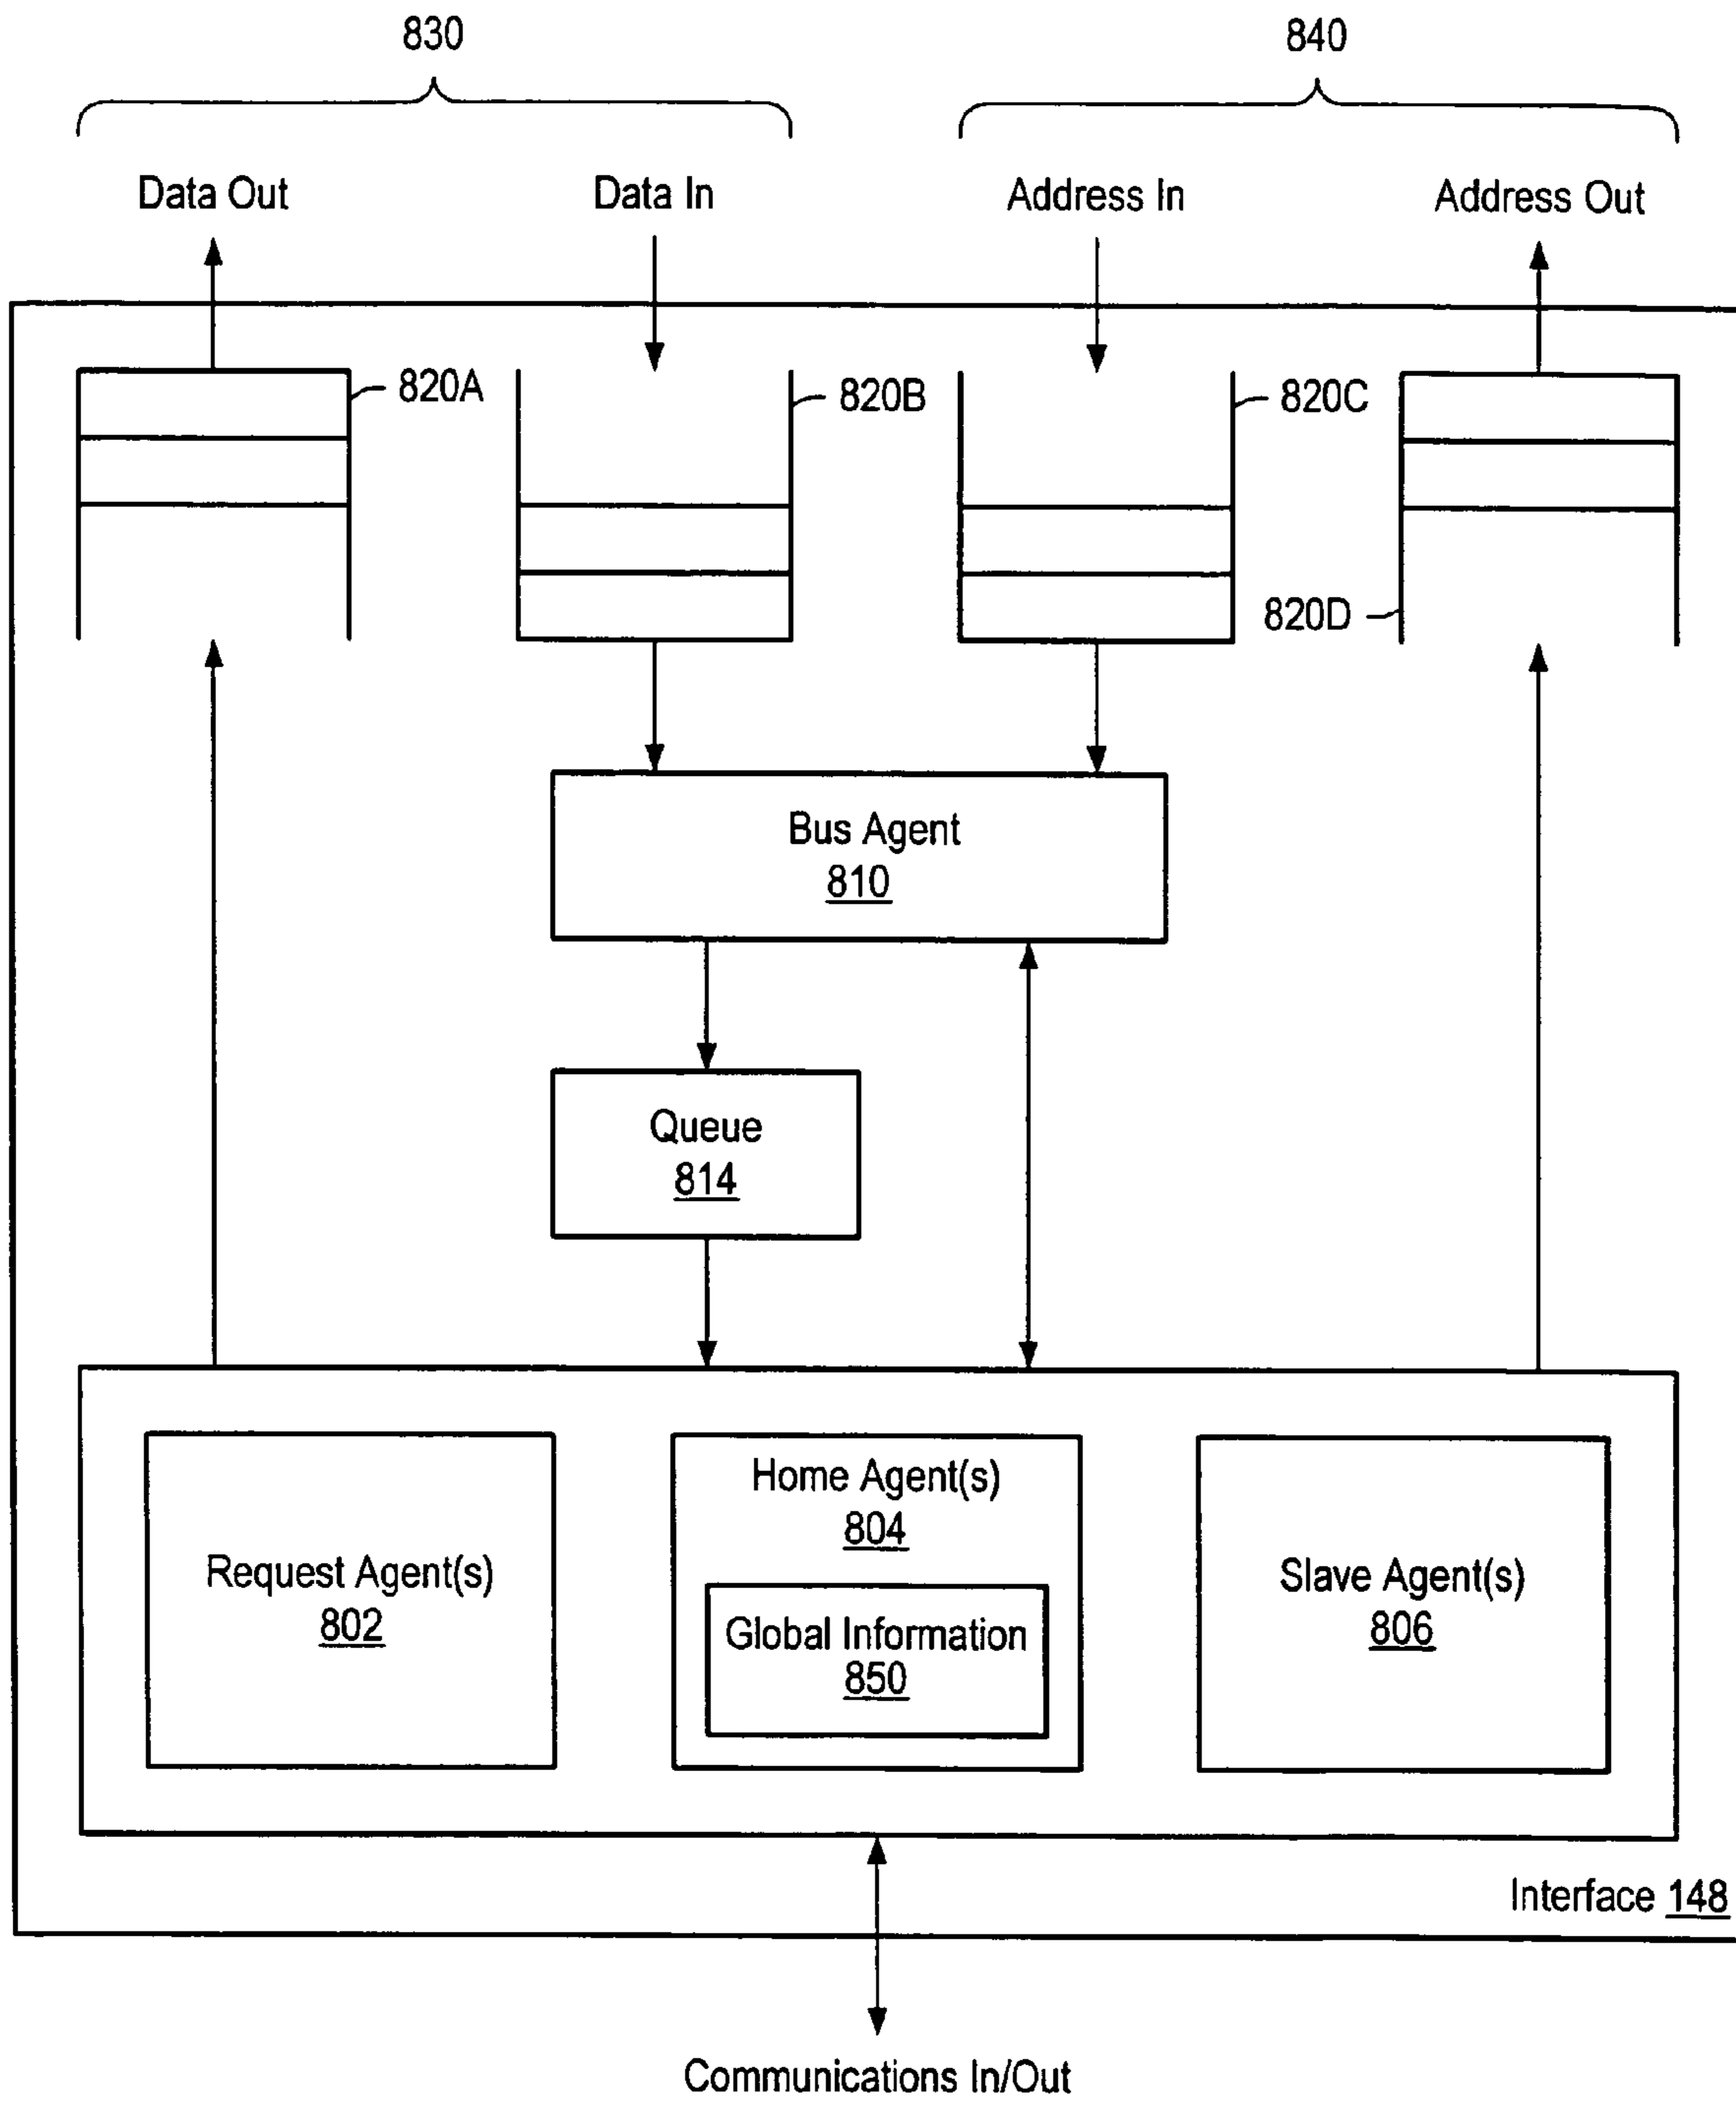 830
840
Data Out
Data In
Address In
Address Out
820A
820B
820C
820D
Bus Agent
810
Queue
814
Request Agent(s)
802
Home Agent(s)
804
Global Information
850
Slave Agent(s)
806
Interface 148
Communications In/Out